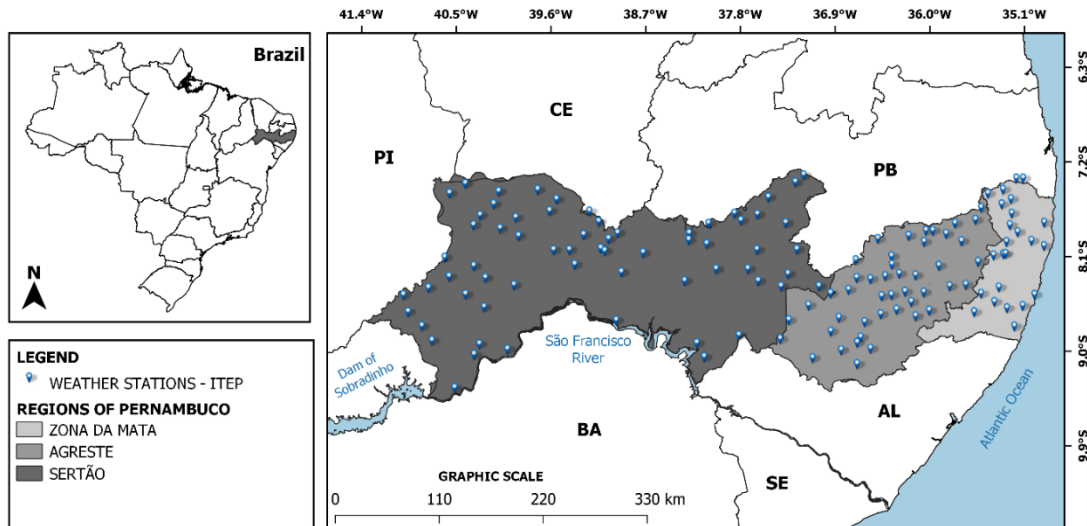 Brazil
N
LEGEND
WEATHER STATIONS - ITEP
REGIONS OF PERNAMBUCO
ZONA DA MATA
AGRESTE
SERTÃO
41.4°W 40.5°W 39.6°W 38.7°W 37.8°W 36.9°W 36.0°W 35.1°W
6.3°S
7.2°S
8.1°S
9.0°S
9.9°S
CE
PI
PB
São Francisco
River
Dam of
Sobradinho
BA
AL
SE
Atlantic Ocean
GRAPHIC SCALE
0 110 220 330 km